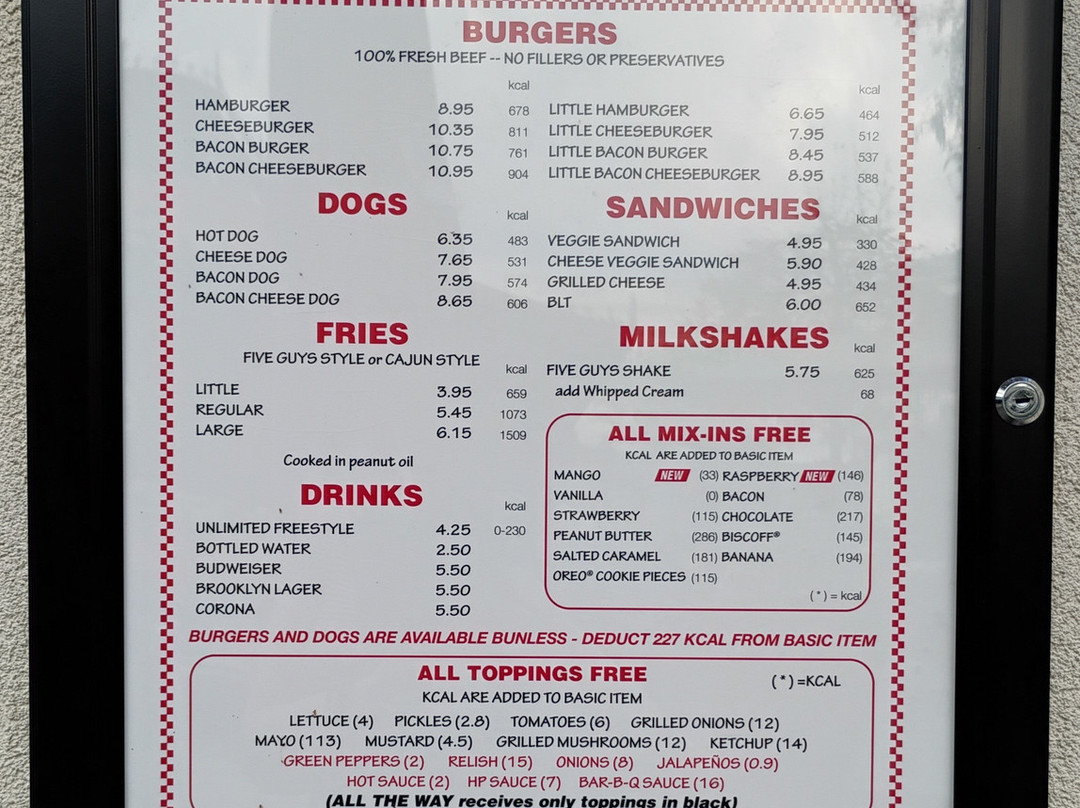 BURGERS
100% FRESH BEEF -- NO FILLERS OR PRESERVATIVES
kcal
HAMBURGER 8.95 678
CHEESEBURGER 10.35 811
BACON BURGER 10.75 761
BACON CHEESEBURGER 10.95 904
kcal
LITTLE HAMBURGER 6.65 464
LITTLE CHEESEBURGER 7.95 512
LITTLE BACON BURGER 8.45 537
LITTLE BACON CHEESEBURGER 8.95 588
DOGS
kcal
HOT DOG 6.35 483
CHEESE DOG 7.65 531
BACON DOG 7.95 574
BACON CHEESE DOG 8.65 606
SANDWICHES
kcal
VEGGIE SANDWICH 4.95 330
CHEESE VEGGIE SANDWICH 5.90 428
GRILLED CHEESE 4.95 434
BLT 6.00 652
FRIES
FIVE GUYS STYLE or CAJUN STYLE
kcal
LITTLE 3.95 659
REGULAR 5.45 1073
LARGE 6.15 1509
Cooked in peanut oil
MILKSHAKES
kcal
FIVE GUYS SHAKE 5.75 625
add Whipped Cream 68
ALL MIX-INS FREE
KCAL ARE ADDED TO BASIC ITEM
MANGO NEW (33) RASPBERRY NEW (146)
VANILLA (0) BACON (78)
STRAWBERRY (115) CHOCOLATE (217)
PEANUT BUTTER (286) BISCOFF® (145)
SALTED CARAMEL (181) BANANA (194)
OREO® COOKIE PIECES (115)
(*) = kcal
DRINKS
kcal
UNLIMITED FREESTYLE 4.25 0-230
BOTTLED WATER 2.50
BUDWEISER 5.50
BROOKLYN LAGER 5.50
CORONA 5.50
BURGERS AND DOGS ARE AVAILABLE BUNLESS - DEDUCT 227 KCAL FROM BASIC ITEM
ALL TOPPINGS FREE
(*)=KCAL
KCAL ARE ADDED TO BASIC ITEM
LETTUCE (4) PICKLES (2.8) TOMATOES (6) GRILLED ONIONS (12)
MAYO (113) MUSTARD (4.5) GRILLED MUSHROOMS (12) KETCHUP (14)
GREEN PEPPERS (2) RELISH (15) ONIONS (8) JALAPEÑOS (0.9)
HOT SAUCE (2) HP SAUCE (7) BAR-B-Q SAUCE (16)
(ALL THE WAY receives only toppings in black)